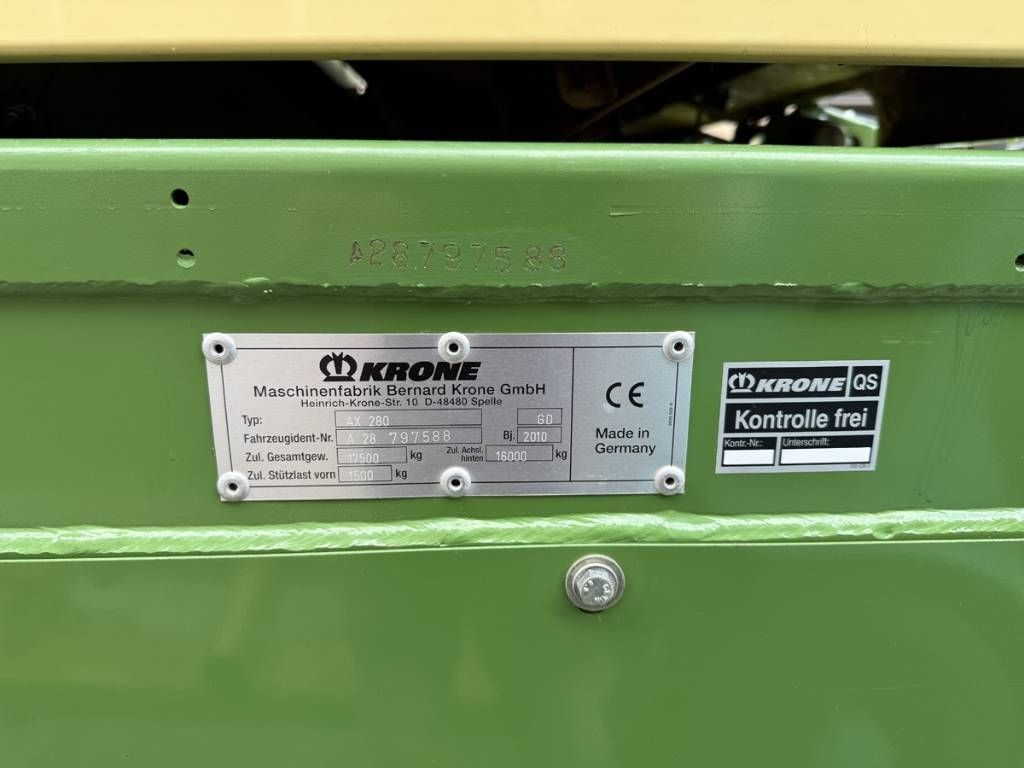 A28797588
KRONE
Maschinenfabrik Bernard Krone GmbH
Heinrich-Krone-Str. 10 D-48480 Spelle
Typ: AX 280 GD
Fahrzeugident-Nr. A 28 797588 Bj. 2010
Zul. Gesamtgew. 17500 kg Zul. Achsl. hinten 16000 kg
Zul. Stützlast vorn 1500 kg
CE
Made in
Germany
KRONE QS
Kontrolle frei
Kontr.-Nr.: Unterschrift: